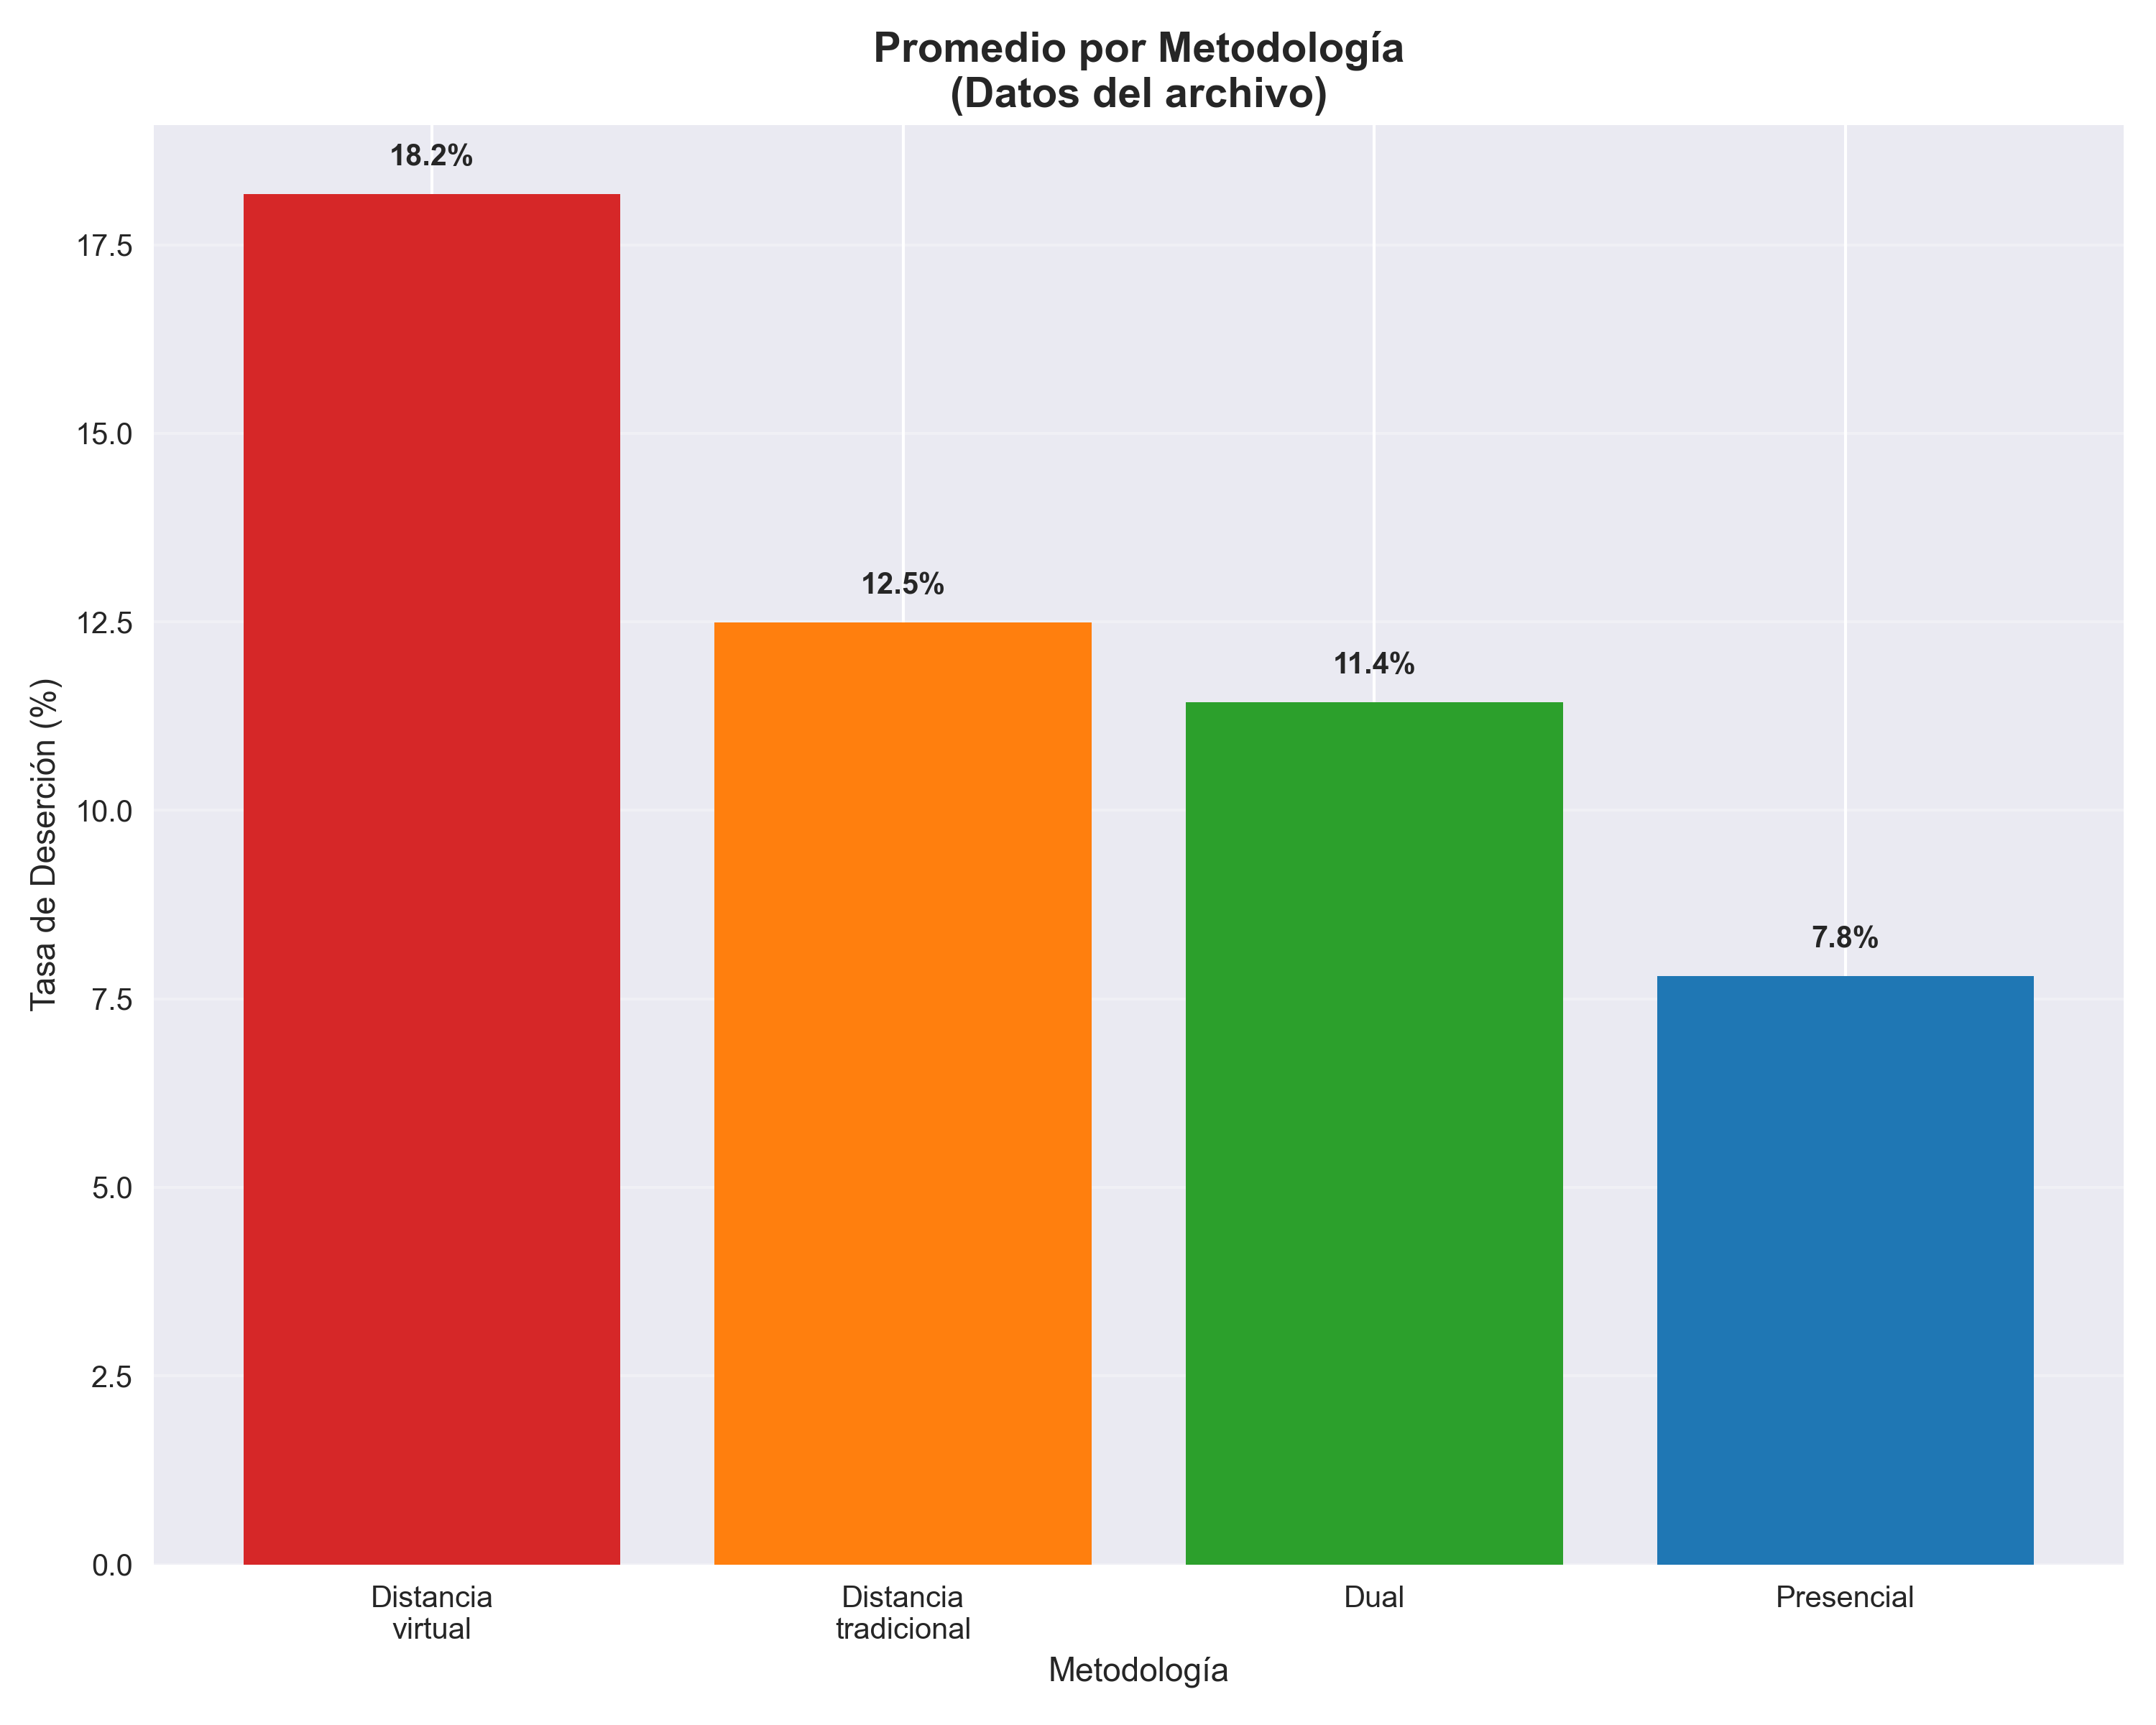 Promedio por Metodología
(Datos del archivo)
18.2%
12.5%
11.4%
7.8%
Tasa de Deserción (%)
17.5
15.0
12.5
10.0
7.5
5.0
2.5
0.0
Distancia
virtual
Distancia
tradicional
Dual
Presencial
Metodología